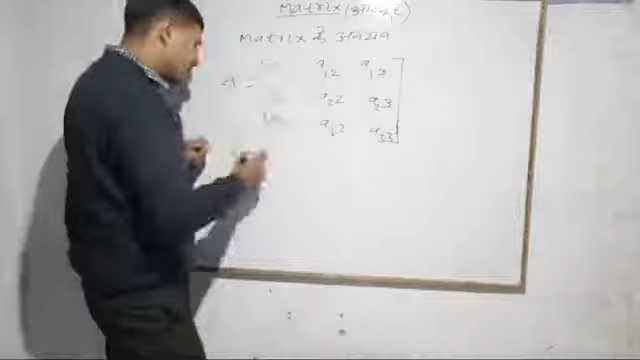 Matrix (आव्यूह)
Matrix के अवयव
A = a12 a13
a22 a23
a32 a33